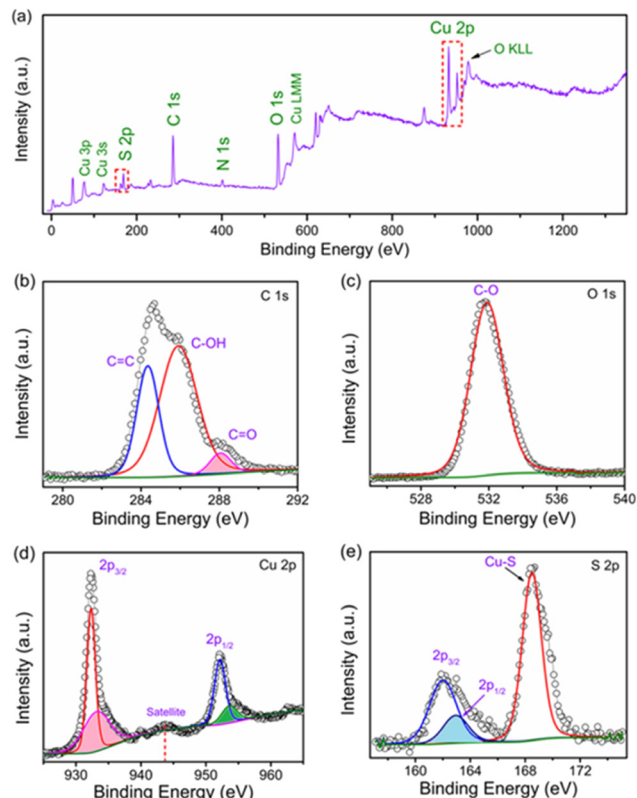 (a)
Cu 3p
Cu 3s
S 2p
C 1s
N 1s
O 1s
Cu LMM
Cu 2p
O KLL
Intensity (a.u.)
0 200 400 600 800 1000 1200
Binding Energy (eV)
(b)
C 1s
C=C
C-OH
C=O
Intensity (a.u.)
280 284 288 292
Binding Energy (eV)
(c)
O 1s
C-O
Intensity (a.u.)
528 532 536 540
Binding Energy (eV)
(d)
Cu 2p
2p3/2
2p1/2
Satellite
Intensity (a.u.)
930 940 950 960
Binding Energy (eV)
(e)
S 2p
Cu-S
2p3/2
2p1/2
Intensity (a.u.)
160 164 168 172
Binding Energy (eV)